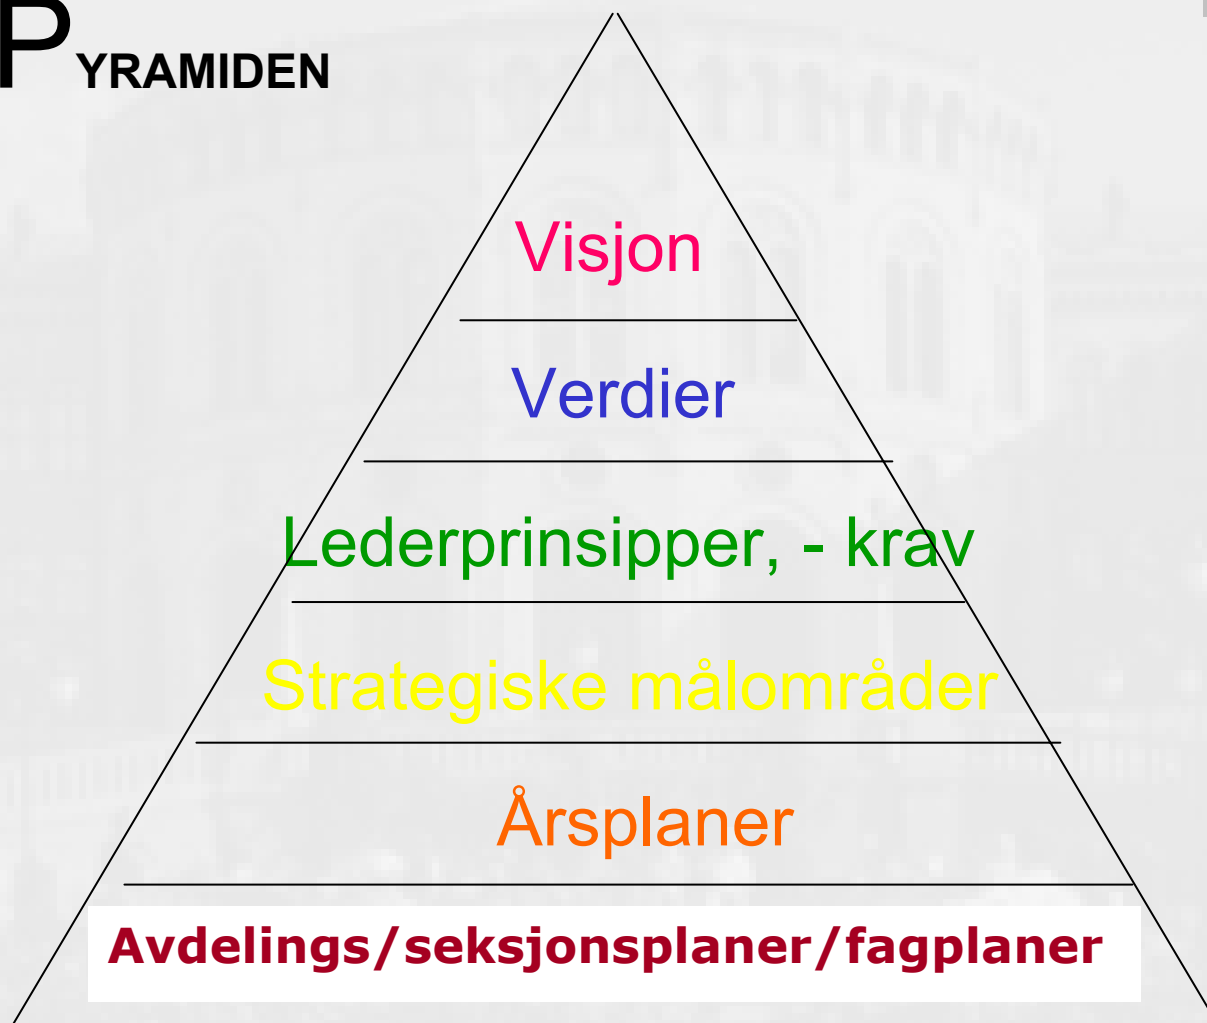 PYRAMIDEN
Visjon
Verdier
Lederprinsipper, - krav
Strategiske målområder
Årsplaner
Avdelings/seksjonsplaner/fagplaner